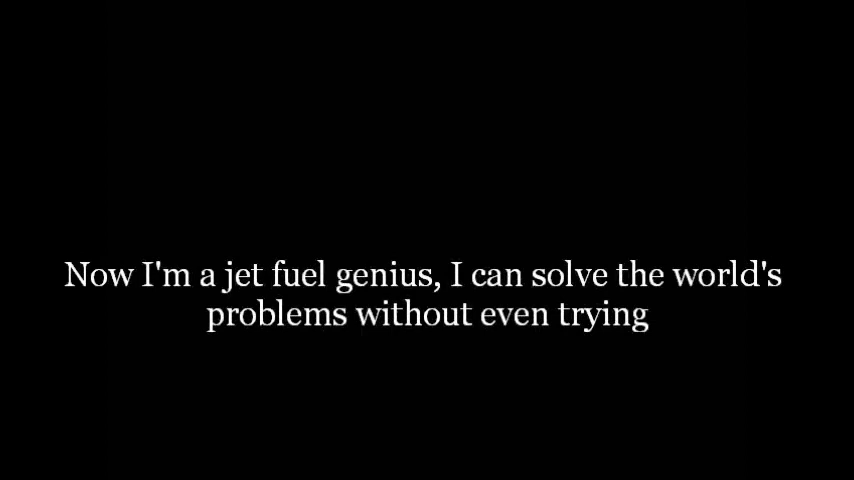 Now I'm a jet fuel genius, I can solve the world's
problems without even trying